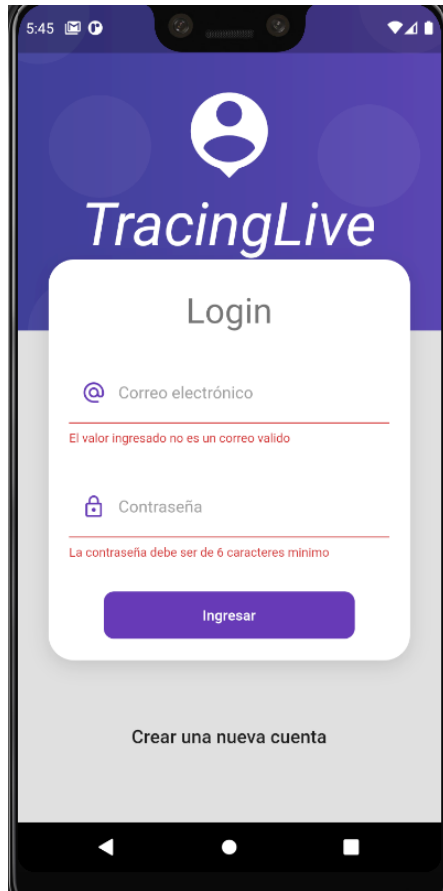 5:45
TracingLive
Login
Correo electrónico
El valor ingresado no es un correo valido
Contraseña
La contraseña debe ser de 6 caracteres minimo
Ingresar
Crear una nueva cuenta